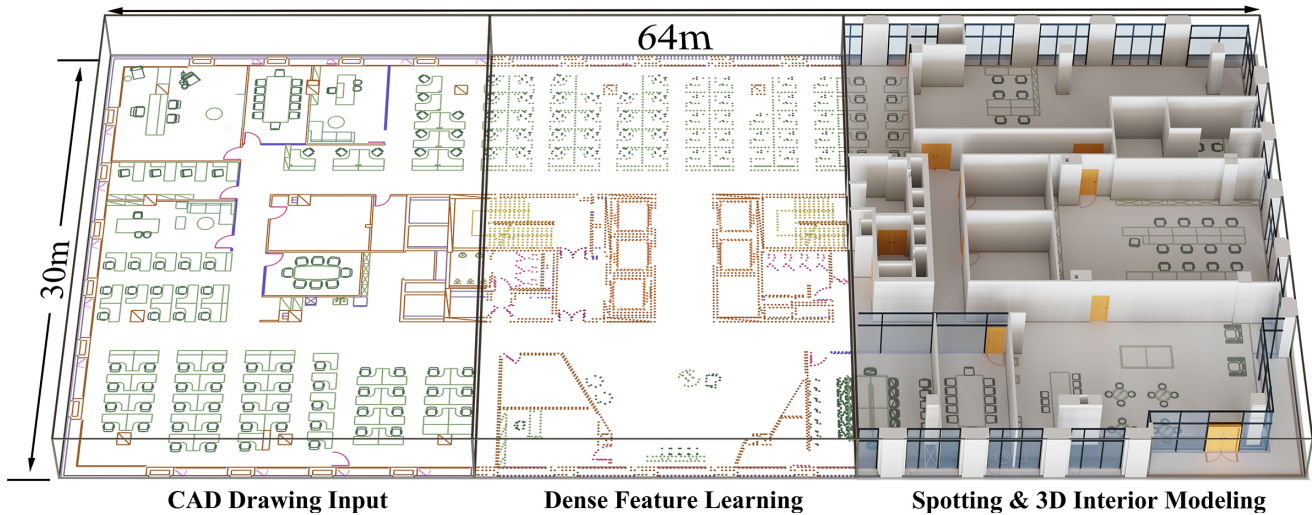 64m
30m
CAD Drawing Input
Dense Feature Learning
Spotting & 3D Interior Modeling